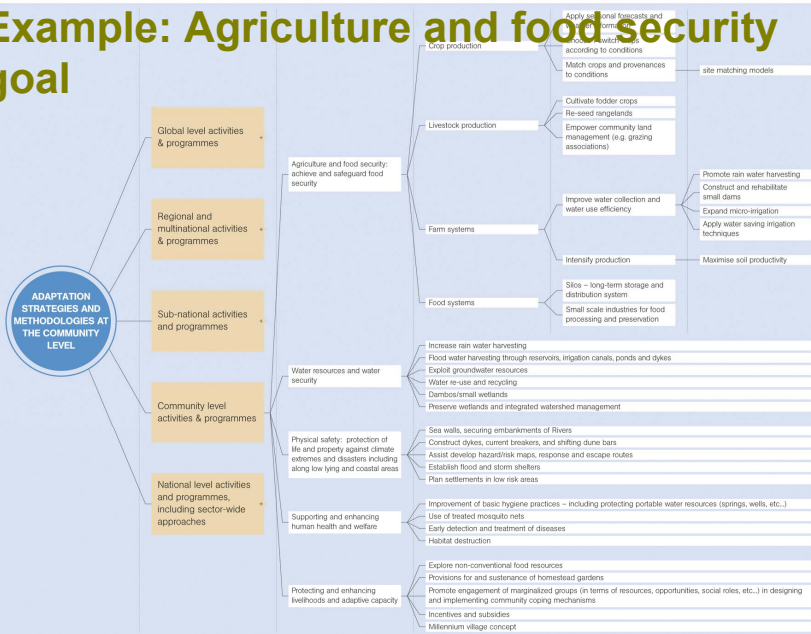 Example: Agriculture and food security
goal
ADAPTATION
STRATEGIES AND
METHODOLOGIES AT
THE COMMUNITY
LEVEL
Global level activities
& programmes
Regional and
multinational activities
& programmes
Sub-national activities
and programmes
Community level
activities & programmes
National level activities
and programmes,
including sector-wide
approaches
Agriculture and food security:
achieve and safeguard food
security
Crop production
Apply seasonal forecasts and
according to conditions
Match crops and provenances
to conditions
site matching models
Livestock production
Cultivate fodder crops
Re-seed rangelands
Empower community land
management (e.g. grazing
associations)
Farm systems
Improve water collection and
water use efficiency
Promote rain water harvesting
Construct and rehabilitate
small dams
Expand micro-irrigation
Apply water saving irrigation
techniques
Intensify production
Maximise soil productivity
Food systems
Silos – long-term storage and
distribution system
Small scale industries for food
processing and preservation
Water resources and water
security
Increase rain water harvesting
Flood water harvesting through reservoirs, irrigation canals, ponds and dykes
Exploit groundwater resources
Water re-use and recycling
Dambos/small wetlands
Preserve wetlands and integrated watershed management
Physical safety: protection of
life and property against climate
extremes and disasters including
along low lying and coastal areas
Sea walls, securing embankments of Rivers
Construct dykes, current breakers, and shifting dune bars
Assist develop hazard/risk maps, response and escape routes
Establish flood and storm shelters
Plan settlements in low risk areas
Supporting and enhancing
human health and welfare
Improvement of basic hygiene practices – including protecting portable water resources (springs, wells, etc..)
Use of treated mosquito nets
Early detection and treatment of diseases
Habitat destruction
Protecting and enhancing
livelihoods and adaptive capacity
Explore non-conventional food resources
Provisions for and sustenance of homestead gardens
Promote engagement of marginalized groups (in terms of resources, opportunities, social roles, etc..) in designing
and implementing community coping mechanisms
Incentives and subsidies
Millennium village concept